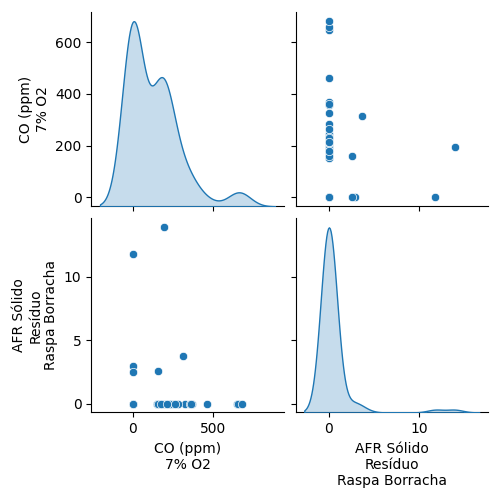 CO (ppm)
7% O2
600
400
200
0
AFR Sólido
Resíduo
Raspa Borracha
10
5
0
0
500
CO (ppm)
7% O2
0
10
AFR Sólido
Resíduo
Raspa Borracha